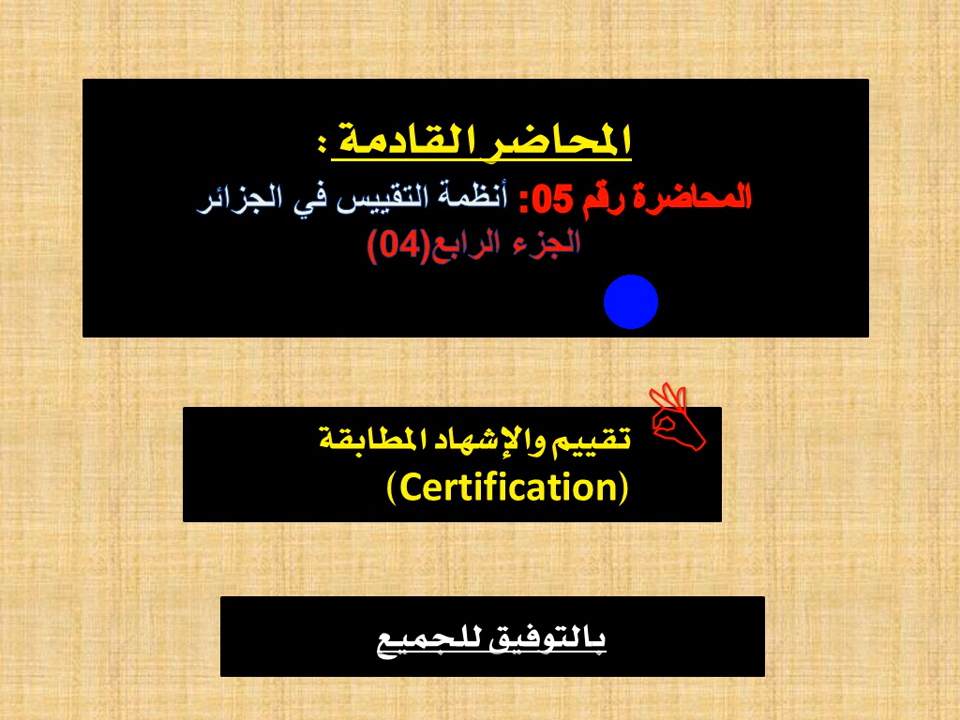 المحاضر القادمة :
المحاضرة رقم 05: أنظمة التقييس في الجزائر
الجزء الرابع(04)
تقييم والإشهاد المطابقة
(Certification)
بالتوفيق للجميع